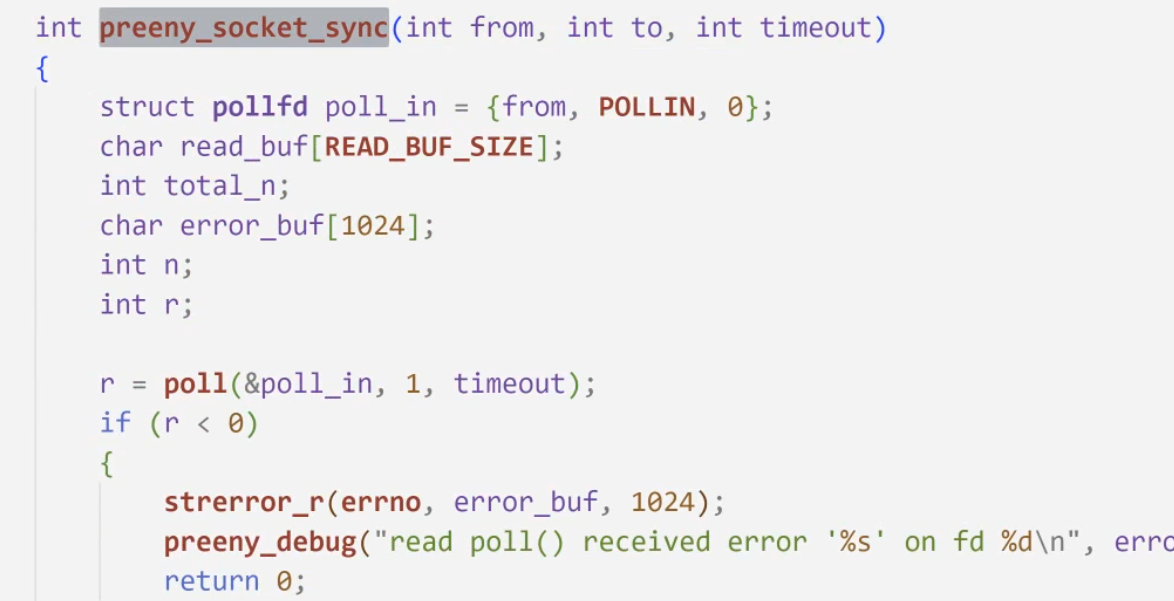 int preeny_socket_sync(int from, int to, int timeout)
{
    struct pollfd poll_in = {from, POLLIN, 0};
    char read_buf[READ_BUF_SIZE];
    int total_n;
    char error_buf[1024];
    int n;
    int r;

    r = poll(&poll_in, 1, timeout);
    if (r < 0)
    {
        strerror_r(errno, error_buf, 1024);
        preeny_debug("read poll() received error '%s' on fd %d\n", erro
        return 0;